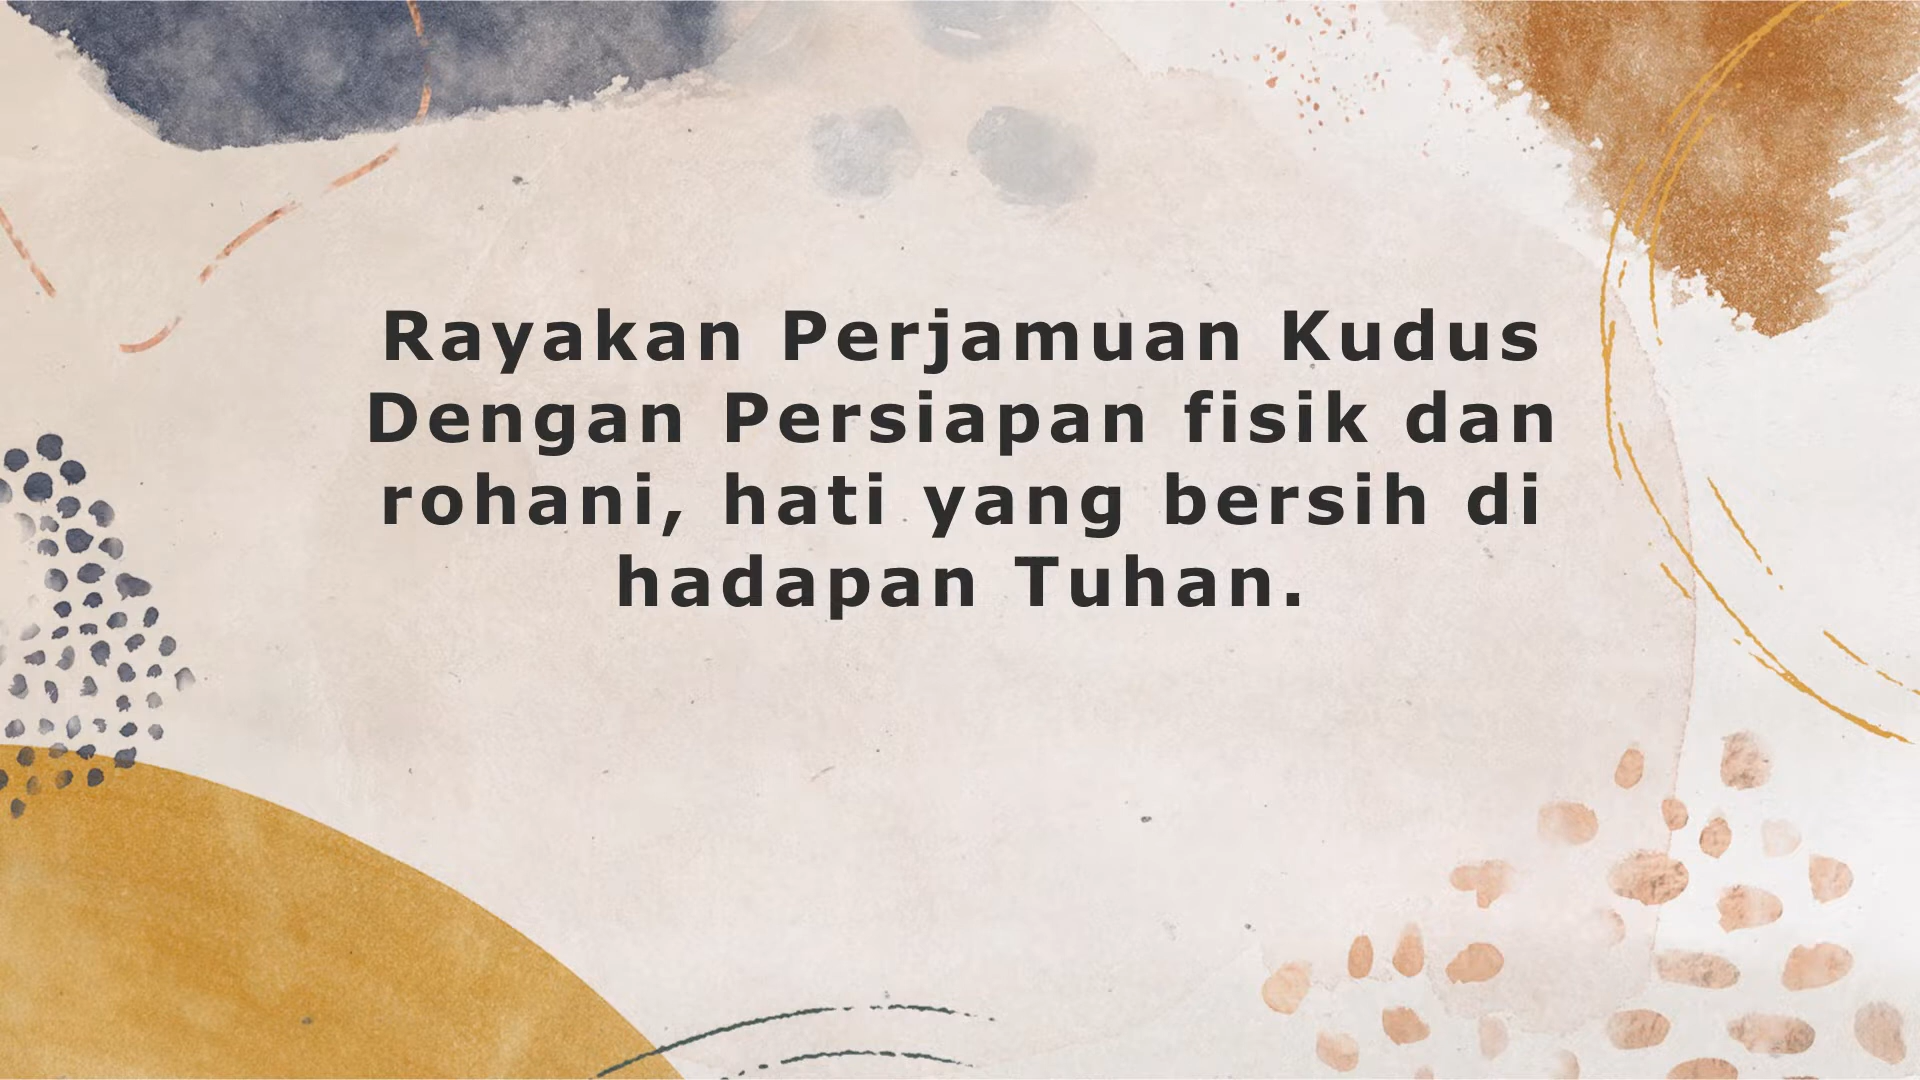 Rayakan Perjamuan Kudus
Dengan Persiapan fisik dan
rohani, hati yang bersih di
hadapan Tuhan.